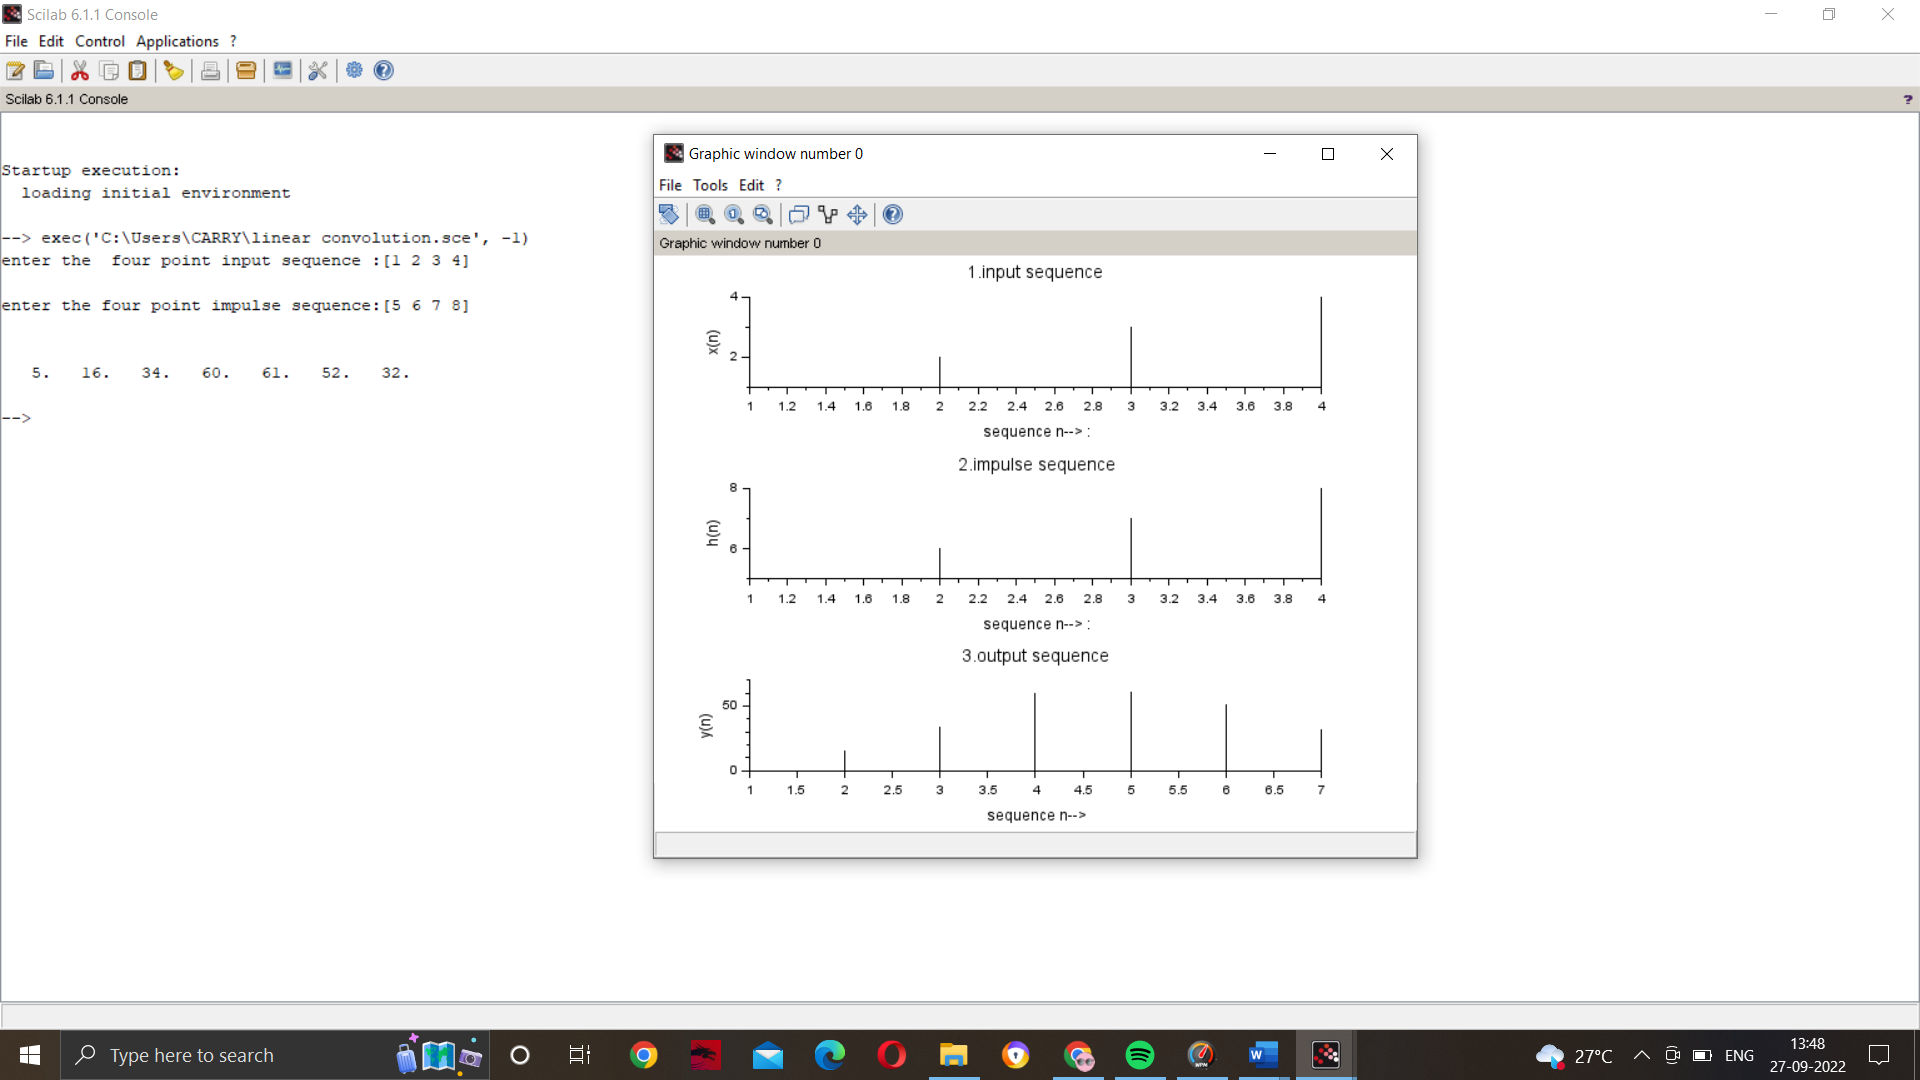 Scilab 6.1.1 Console
File Edit Control Applications ?
Scilab 6.1.1 Console ?
Startup execution:
loading initial environment
--> exec('C:\Users\CARRY\linear convolution.sce', -1)
enter the  four point input sequence :[1 2 3 4]
enter the four point impulse sequence:[5 6 7 8]
5. 16. 34. 60. 61. 52. 32.
-->
Graphic window number 0
File Tools Edit ?
Graphic window number 0
1.input sequence
4
2
x(n)
1 1.2 1.4 1.6 1.8 2 2.2 2.4 2.6 2.8 3 3.2 3.4 3.6 3.8 4
sequence n--> :
2.impulse sequence
8
6
h(n)
1 1.2 1.4 1.6 1.8 2 2.2 2.4 2.6 2.8 3 3.2 3.4 3.6 3.8 4
sequence n--> :
3.output sequence
50
0
y(n)
1 1.5 2 2.5 3 3.5 4 4.5 5 5.5 6 6.5 7
sequence n-->
Type here to search
W
27°C
ENG
13:48
27-09-2022